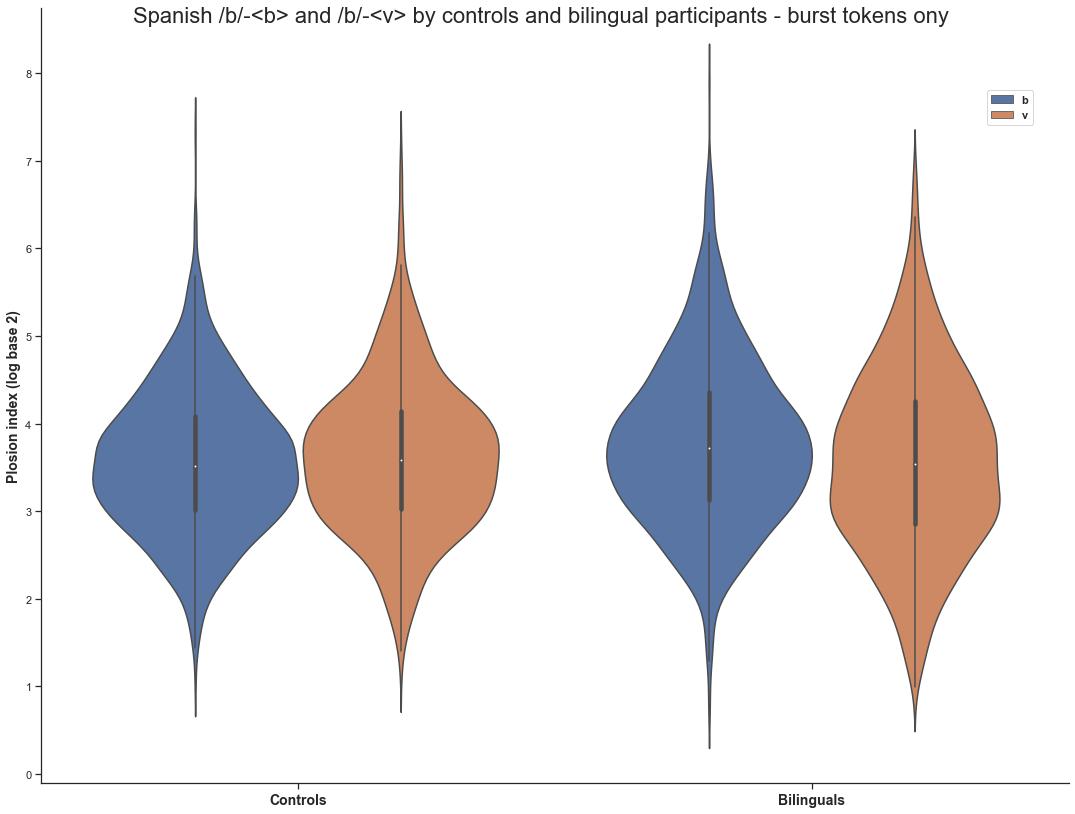 Spanish /b/-<b> and /b/-<v> by controls and bilingual participants - burst tokens ony
8
b
v
7
6
5
Plosion index (log base 2)
4
3
2
1
0
Controls
Bilinguals